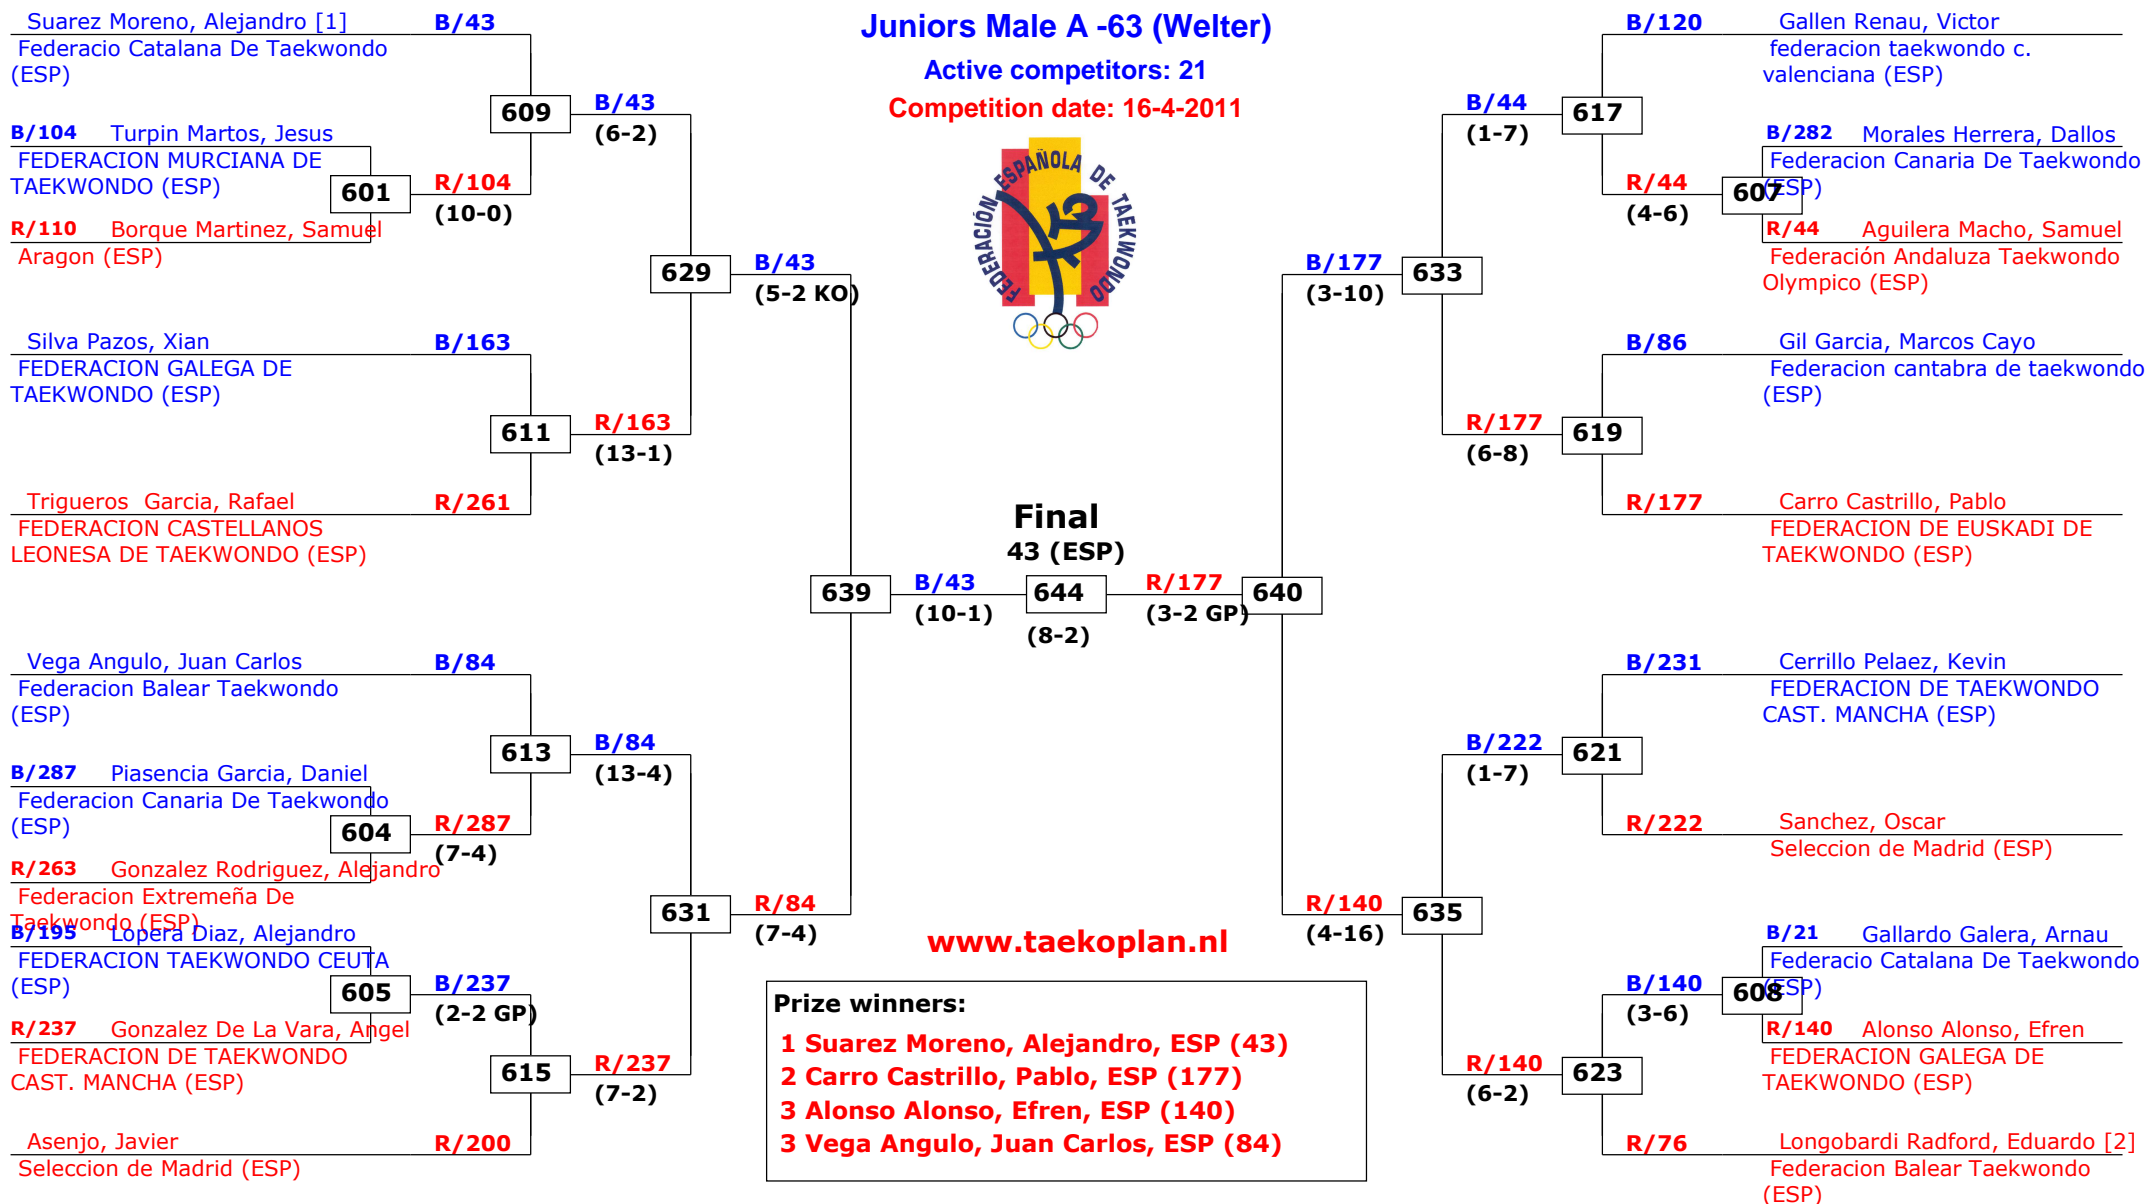 Juniors Male A -63 (Welter)
Active competitors: 21
Competition date: 16-4-2011
FEDERACIÓN ESPAÑOLA DE TAEKWONDO
Suarez Moreno, Alejandro [1] B/43
Federacio Catalana De Taekwondo
(ESP)
609
B/43
(6-2)
B/104 Turpin Martos, Jesus
FEDERACION MURCIANA DE
TAEKWONDO (ESP)
601
R/104
(10-0)
R/110 Borque Martinez, Samuel
Aragon (ESP)
629
B/43
(5-2 KO)
Silva Pazos, Xian B/163
FEDERACION GALEGA DE
TAEKWONDO (ESP)
611
R/163
(13-1)
Trigueros  Garcia, Rafael R/261
FEDERACION CASTELLANOS
LEONESA DE TAEKWONDO (ESP)
639
B/43
(10-1)
Vega Angulo, Juan Carlos B/84
Federacion Balear Taekwondo
(ESP)
613
B/84
(13-4)
B/287 Piasencia Garcia, Daniel
Federacion Canaria De Taekwondo
(ESP)
604
R/287
(7-4)
R/263 Gonzalez Rodriguez, Alejandro
Federacion Extremeña De
Taekwondo (ESP)
631
R/84
(7-4)
B/195 Lopera Diaz, Alejandro
FEDERACION TAEKWONDO CEUTA
(ESP)
605
B/237
(2-2 GP)
R/237 Gonzalez De La Vara, Angel
FEDERACION DE TAEKWONDO
CAST. MANCHA (ESP)
615
R/237
(7-2)
Asenjo, Javier R/200
Seleccion de Madrid (ESP)
Final
43 (ESP)
644
(8-2)
R/177
(3-2 GP)
640
B/120 Gallen Renau, Victor
federacion taekwondo c.
valenciana (ESP)
B/44
(1-7)
617
B/282 Morales Herrera, Dallos
Federacion Canaria De Taekwondo
(ESP)
R/44
(4-6)
607
R/44 Aguilera Macho, Samuel
Federación Andaluza Taekwondo
Olympico (ESP)
B/177
(3-10)
633
B/86 Gil Garcia, Marcos Cayo
Federacion cantabra de taekwondo
(ESP)
R/177
(6-8)
619
R/177 Carro Castrillo, Pablo
FEDERACION DE EUSKADI DE
TAEKWONDO (ESP)
B/231 Cerrillo Pelaez, Kevin
FEDERACION DE TAEKWONDO
CAST. MANCHA (ESP)
B/222
(1-7)
621
R/222 Sanchez, Oscar
Seleccion de Madrid (ESP)
R/140
(4-16)
635
B/21 Gallardo Galera, Arnau
Federacio Catalana De Taekwondo
(ESP)
B/140
(3-6)
608
R/140 Alonso Alonso, Efren
FEDERACION GALEGA DE
TAEKWONDO (ESP)
R/140
(6-2)
623
R/76 Longobardi Radford, Eduardo [2]
Federacion Balear Taekwondo
(ESP)
www.taekoplan.nl
Prize winners:
1 Suarez Moreno, Alejandro, ESP (43)
2 Carro Castrillo, Pablo, ESP (177)
3 Alonso Alonso, Efren, ESP (140)
3 Vega Angulo, Juan Carlos, ESP (84)